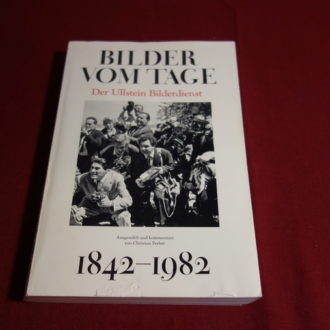 BILDER
VOM TAGE
Der Ullstein Bilderdienst
Ausgewählt und kommentiert
von Christian Ferber
1842–1982